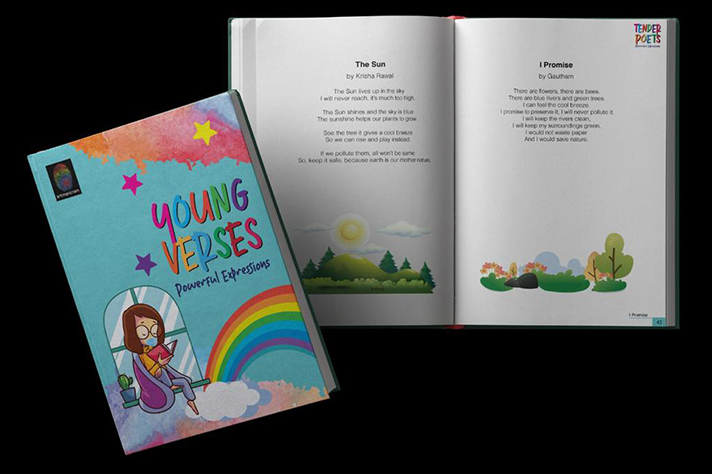 YOUNG
VERSES
Powerful Expressions
The Sun
by Krisha Rawal
The Sun lives up in the sky
I will never reach, it's much too high.
The Sun shines and the sky is blue
The sunshine helps our plants to grow.
See the tree it gives a cool breeze
So we can rise and play instead.
If we pollute them, all won't be same
So, keep it safe, because earth is our mother nature.
TENDER
POETS
I Promise
by Gautham
There are flowers, there are bees.
There are blue rivers and green trees.
I can feel the cool breeze.
I promise to preserve it, I will never pollute it.
I will keep the rivers clean,
I will keep my surroundings green.
I would not waste paper
And I would save nature.
I Promise
43